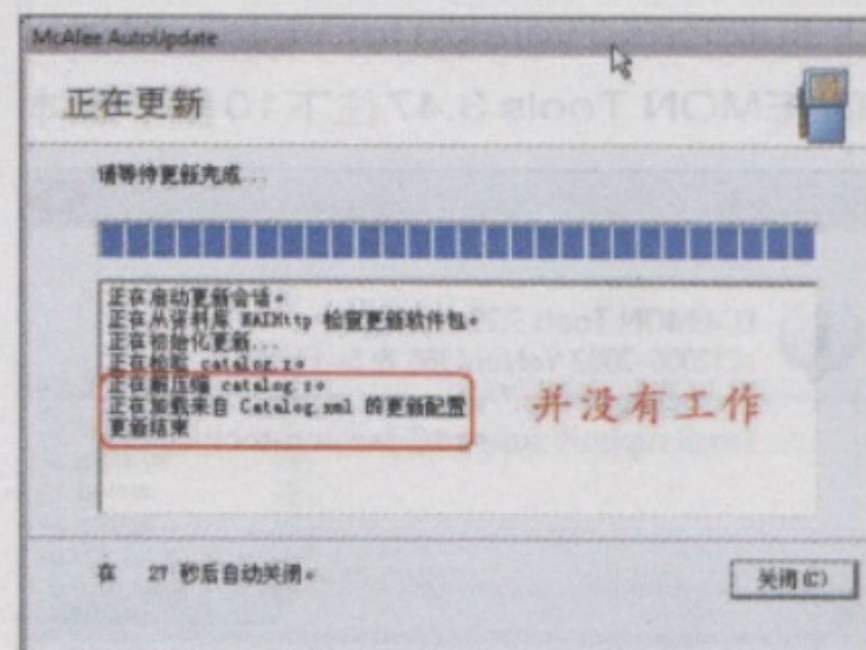 McAfee AutoUpdate
正在更新
请等待更新完成...
正在启动更新会话。
正在从资料库 NAIHttp 检查更新软件包。
正在初始化更新...
正在检验 catalog.z。
正在解压缩 catalog.z。
正在加载来自 Catalog.xml 的更新配置
更新结束
并没有工作
在 27 秒后自动关闭。
关闭(C)